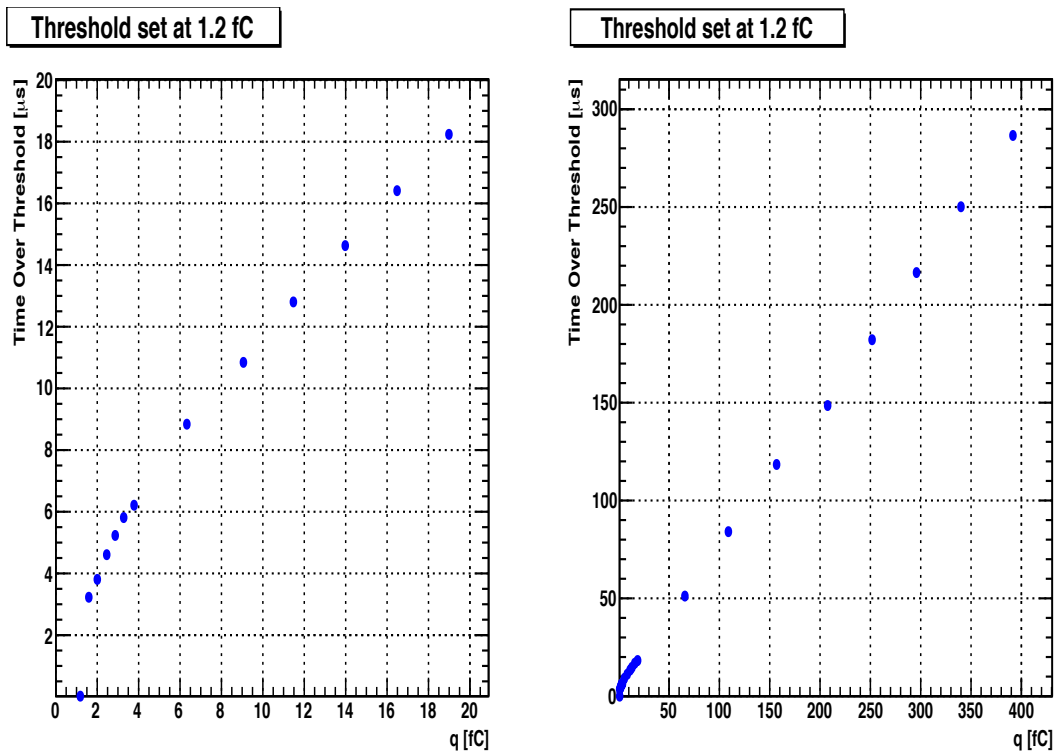 Threshold set at 1.2 fC
Time Over Threshold [μs]
20
18
16
14
12
10
8
6
4
2
0 2 4 6 8 10 12 14 16 18 20
q [fC]
Threshold set at 1.2 fC
Time Over Threshold [μs]
300
250
200
150
100
50
0
50 100 150 200 250 300 350 400
q [fC]